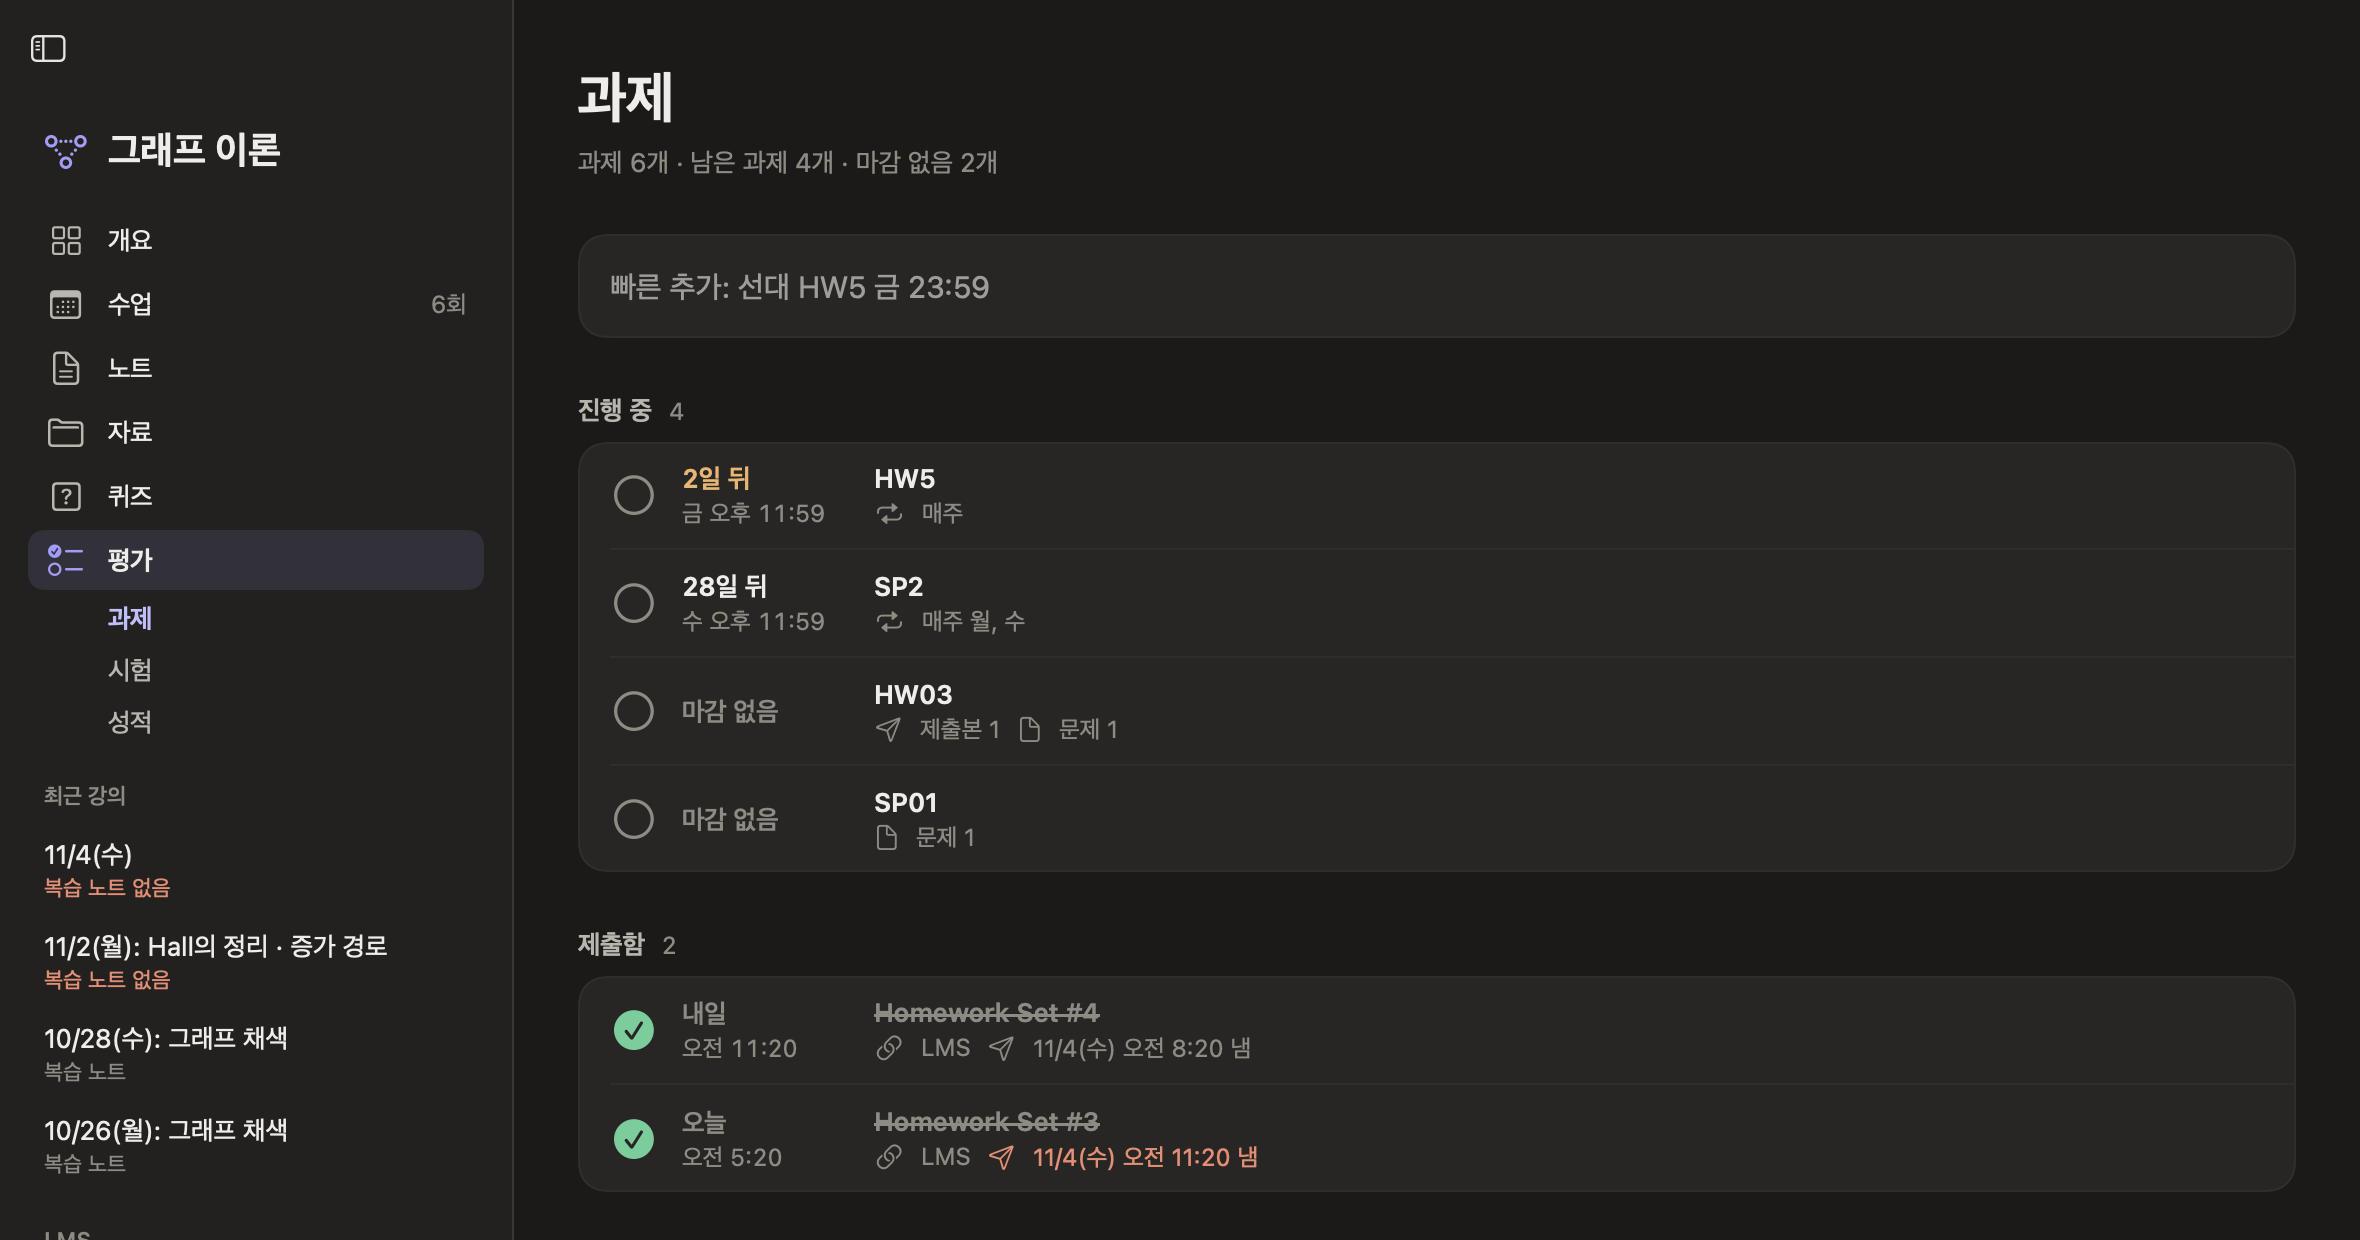 그래프 이론
개요
수업 6회
노트
자료
퀴즈
평가
과제
시험
성적
최근 강의
11/4(수)
복습 노트 없음
11/2(월): Hall의 정리 · 증가 경로
복습 노트 없음
10/28(수): 그래프 채색
복습 노트
10/26(월): 그래프 채색
복습 노트
LMS
과제
과제 6개 · 남은 과제 4개 · 마감 없음 2개
빠른 추가: 선대 HW5 금 23:59
진행 중 4
2일 뒤 HW5
금 오후 11:59 매주
28일 뒤 SP2
수 오후 11:59 매주 월, 수
마감 없음 HW03
제출본 1 문제 1
마감 없음 SP01
문제 1
제출함 2
내일 Homework Set #4
오전 11:20 LMS 11/4(수) 오전 8:20 냄
오늘 Homework Set #3
오전 5:20 LMS 11/4(수) 오전 11:20 냄